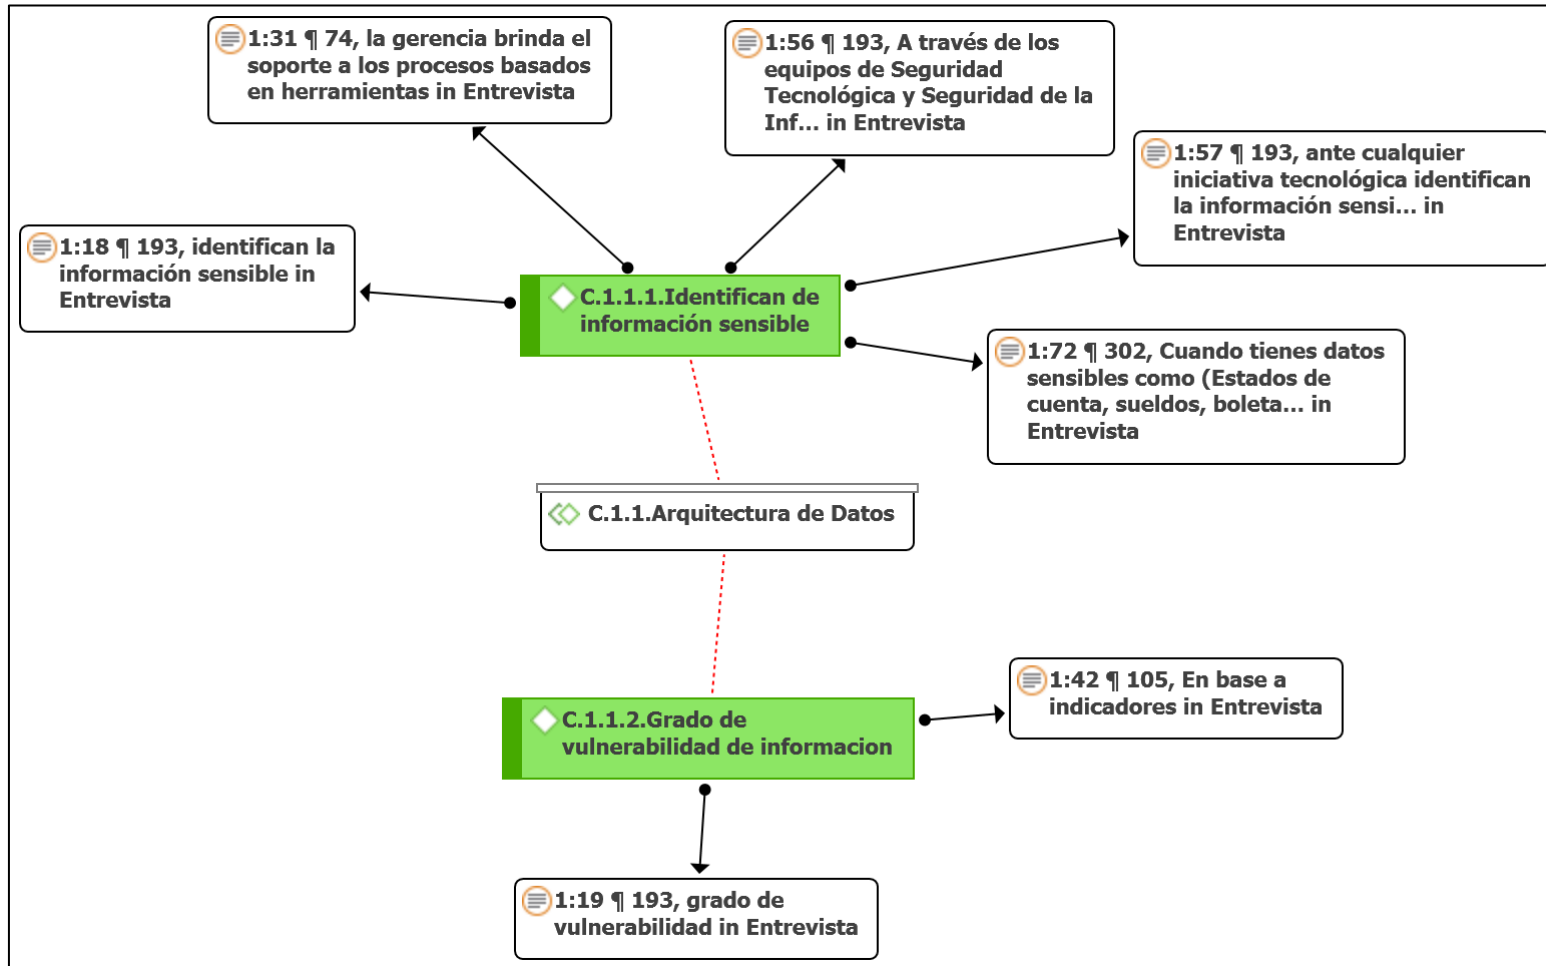 1:31 ¶ 74, la gerencia brinda el
soporte a los procesos basados
en herramientas in Entrevista
1:56 ¶ 193, A través de los
equipos de Seguridad
Tecnológica y Seguridad de la
Inf... in Entrevista
1:57 ¶ 193, ante cualquier
iniciativa tecnológica identifican
la información sensi... in
Entrevista
1:18 ¶ 193, identifican la
información sensible in
Entrevista
C.1.1.1.Identifican de
información sensible
1:72 ¶ 302, Cuando tienes datos
sensibles como (Estados de
cuenta, sueldos, boleta... in
Entrevista
C.1.1.Arquitectura de Datos
1:42 ¶ 105, En base a
indicadores in Entrevista
C.1.1.2.Grado de
vulnerabilidad de informacion
1:19 ¶ 193, grado de
vulnerabilidad in Entrevista